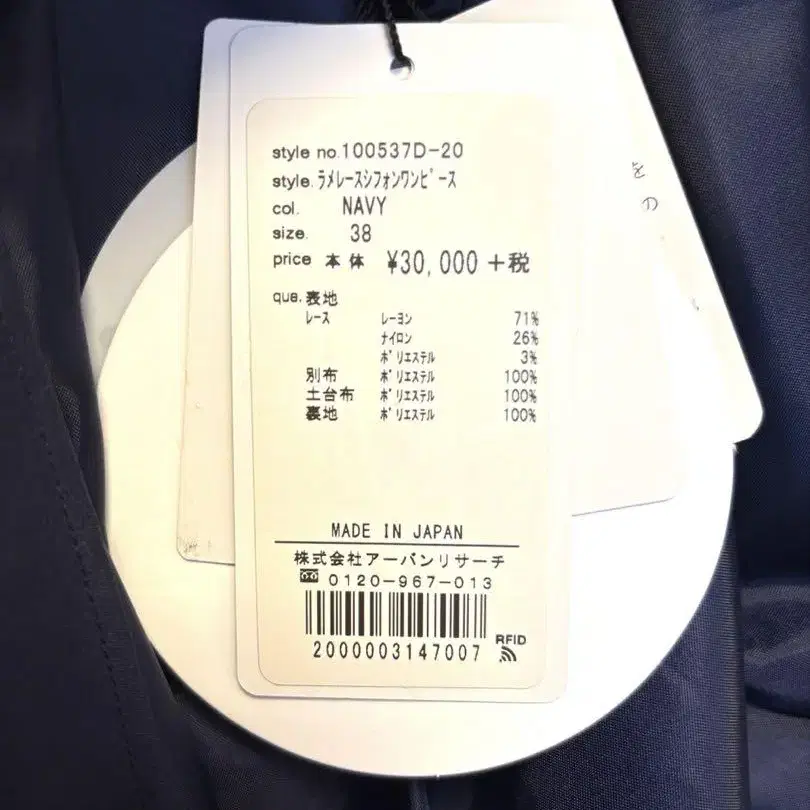 style no.100537D-20
style.ﾗﾒﾚｰｽｼﾌｫﾝﾜﾝﾋﾟｰｽ
col. NAVY
size. 38
price 本体 ¥30,000+税
qua.表地
ﾚｰｽ ﾚｰﾖﾝ 71%
ﾅｲﾛﾝ 26%
ﾎﾟﾘｴｽﾃﾙ 3%
別布 ﾎﾟﾘｴｽﾃﾙ 100%
土台布 ﾎﾟﾘｴｽﾃﾙ 100%
裏地 ﾎﾟﾘｴｽﾃﾙ 100%
MADE IN JAPAN
株式会社アーバンリサーチ
0120-967-013
2000003147007
RFID
を
の